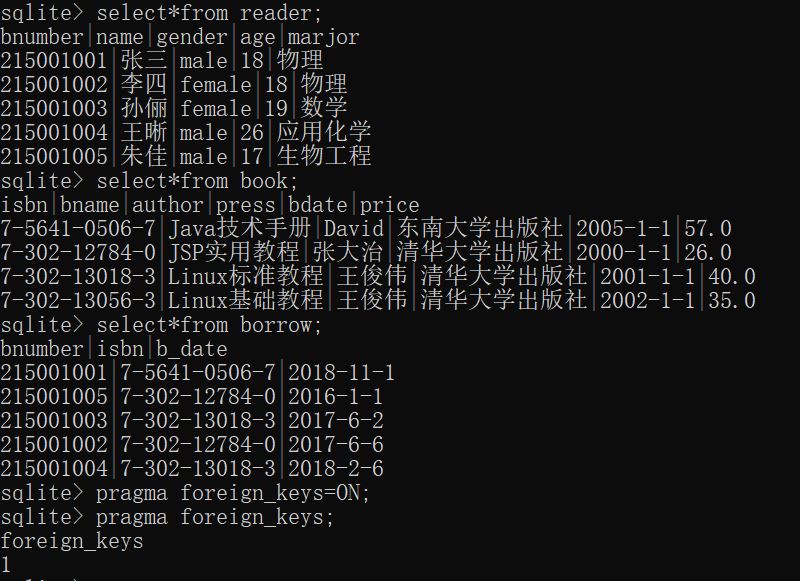 sqlite> select*from reader;
bnumber|name|gender|age|marjor
215001001|张三|male|18|物理
215001002|李四|female|18|物理
215001003|孙俪|female|19|数学
215001004|王晰|male|26|应用化学
215001005|朱佳|male|17|生物工程
sqlite> select*from book;
isbn|bname|author|press|bdate|price
7-5641-0506-7|Java技术手册|David|东南大学出版社|2005-1-1|57.0
7-302-12784-0|JSP实用教程|张大治|清华大学出版社|2000-1-1|26.0
7-302-13018-3|Linux标准教程|王俊伟|清华大学出版社|2001-1-1|40.0
7-302-13056-3|Linux基础教程|王俊伟|清华大学出版社|2002-1-1|35.0
sqlite> select*from borrow;
bnumber|isbn|b_date
215001001|7-5641-0506-7|2018-11-1
215001005|7-302-12784-0|2016-1-1
215001003|7-302-13018-3|2017-6-2
215001002|7-302-12784-0|2017-6-6
215001004|7-302-13018-3|2018-2-6
sqlite> pragma foreign_keys=ON;
sqlite> pragma foreign_keys;
foreign_keys
1